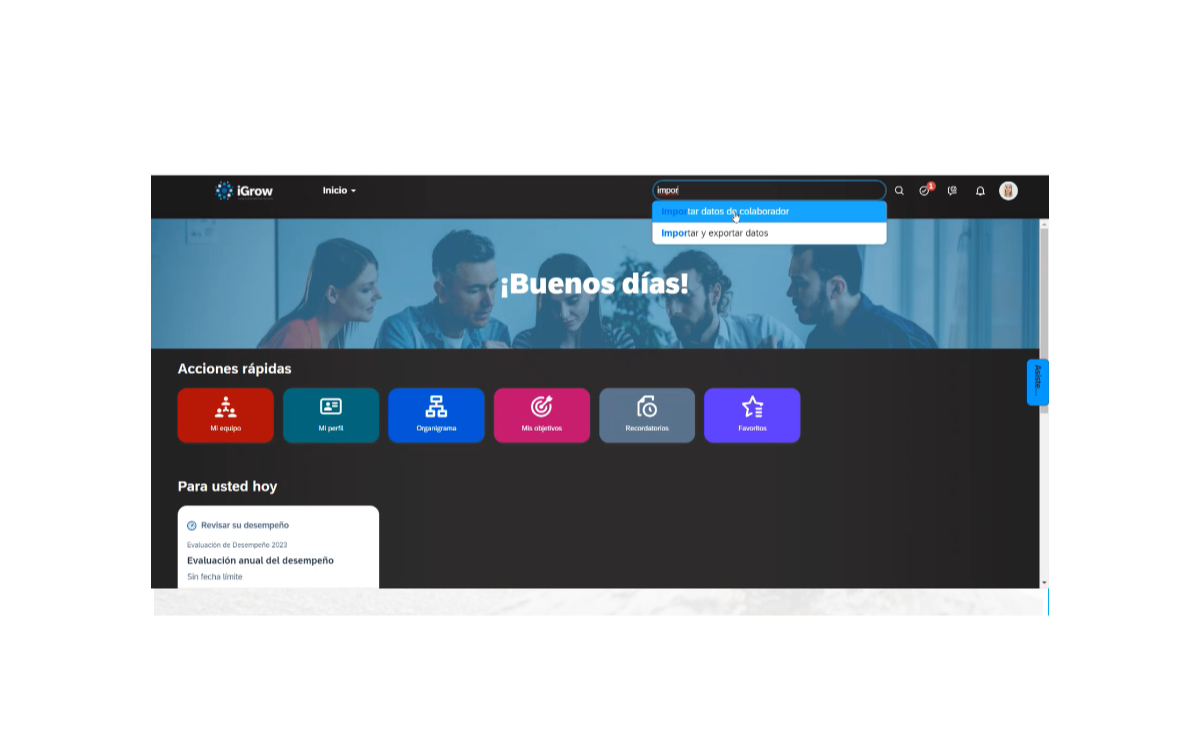 iGrow
Inicio
impor
1
Importar datos de colaborador
Importar y exportar datos
¡Buenos días!
Acciones rápidas
Mi equipo
Mi perfil
Organigrama
Mis objetivos
Recordatorios
Favoritos
Asiste...
Para usted hoy
Revisar su desempeño
Evaluación de Desempeño 2023
Evaluación anual del desempeño
Sin fecha límite